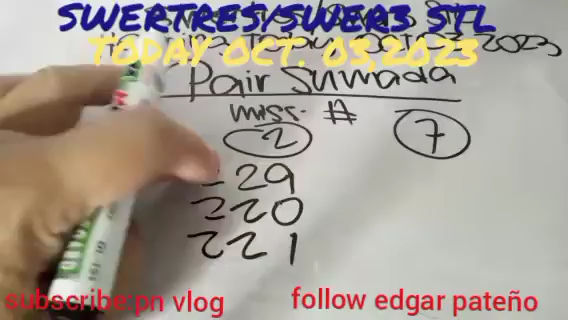 SWERTRES/SWER3 STL
TODAY OCT. 03,2023
2023
Pair Sumada
miss. #
2
7
29
220
221
subscribe:pn vlog
follow edgar pateño